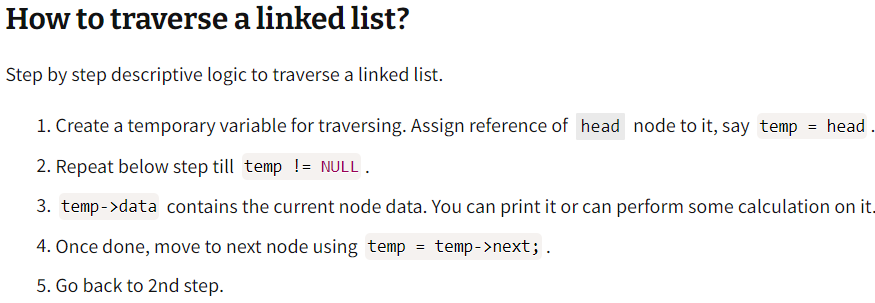 How to traverse a linked list?
Step by step descriptive logic to traverse a linked list.
1. Create a temporary variable for traversing. Assign reference of head node to it, say temp = head .
2. Repeat below step till temp != NULL .
3. temp->data contains the current node data. You can print it or can perform some calculation on it.
4. Once done, move to next node using temp = temp->next; .
5. Go back to 2nd step.